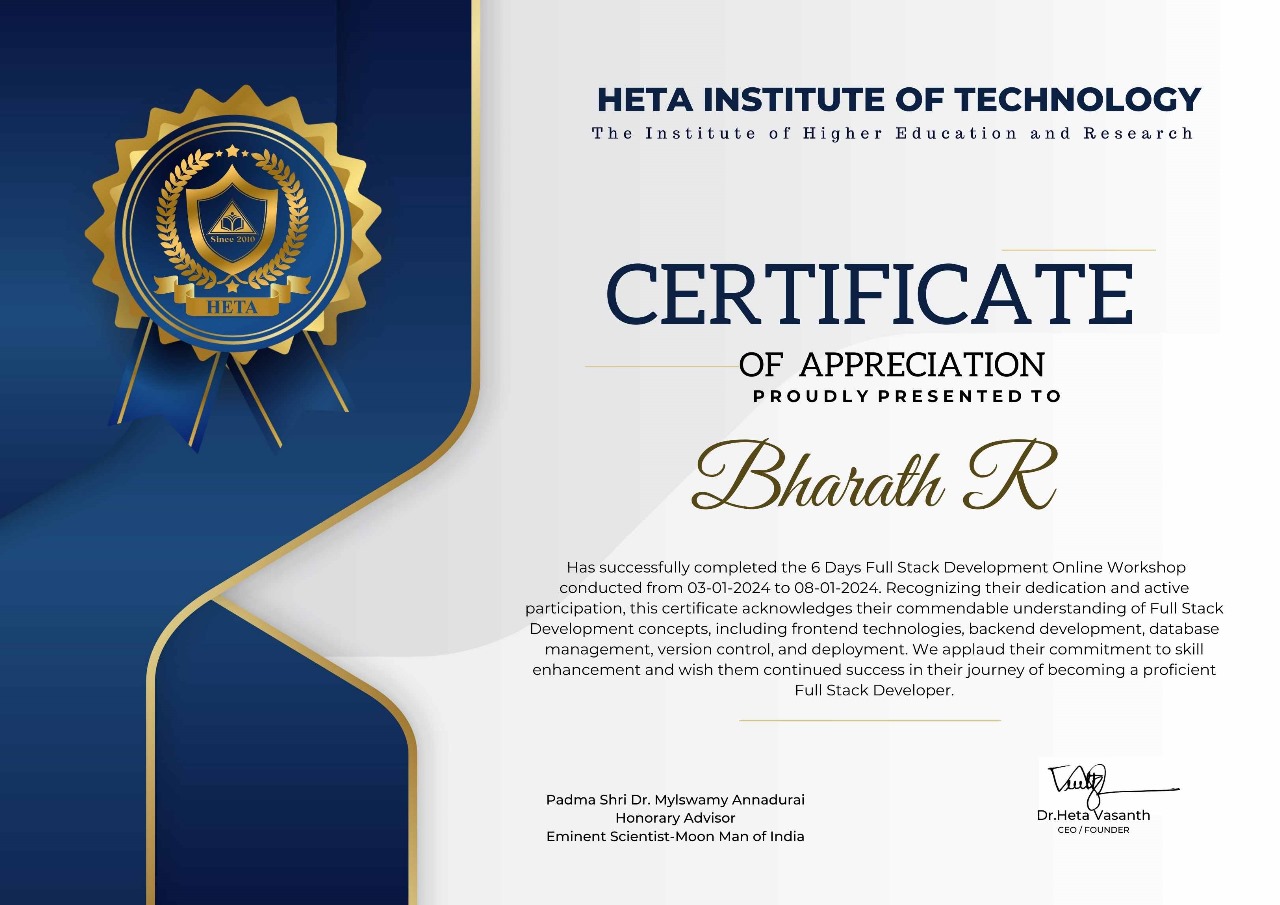 HETA INSTITUTE OF TECHNOLOGY
The Institute of Higher Education and Research
Since 2010
HETA
CERTIFICATE
OF APPRECIATION
PROUDLY PRESENTED TO
Bharath R
Has successfully completed the 6 Days Full Stack Development Online Workshop
conducted from 03-01-2024 to 08-01-2024. Recognizing their dedication and active
participation, this certificate acknowledges their commendable understanding of Full Stack
Development concepts, including frontend technologies, backend development, database
management, version control, and deployment. We applaud their commitment to skill
enhancement and wish them continued success in their journey of becoming a proficient
Full Stack Developer.
Padma Shri Dr. Mylswamy Annadurai
Honorary Advisor
Eminent Scientist-Moon Man of India
Dr.Heta Vasanth
CEO / FOUNDER